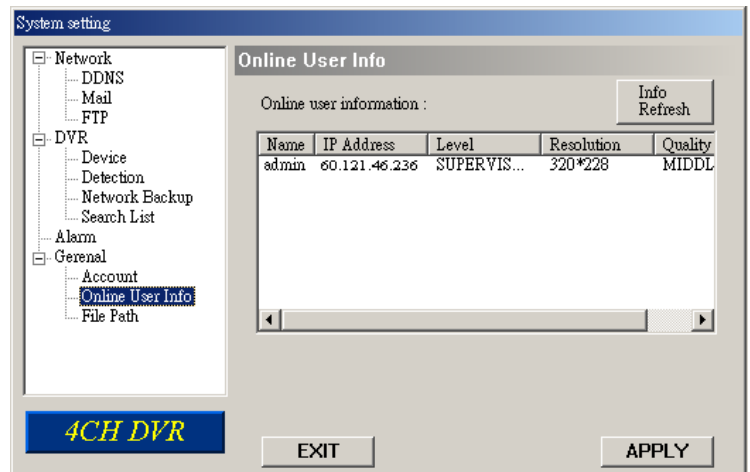 System setting
Network
DDNS
Mail
FTP
DVR
Device
Detection
Network Backup
Search List
Alarm
Gerenal
Account
Online User Info
File Path
4CH DVR
Online User Info
Online user information :
Info
Refresh
Name IP Address Level Resolution Quality
admin 60.121.46.236 SUPERVIS... 320*228 MIDDL
EXIT
APPLY